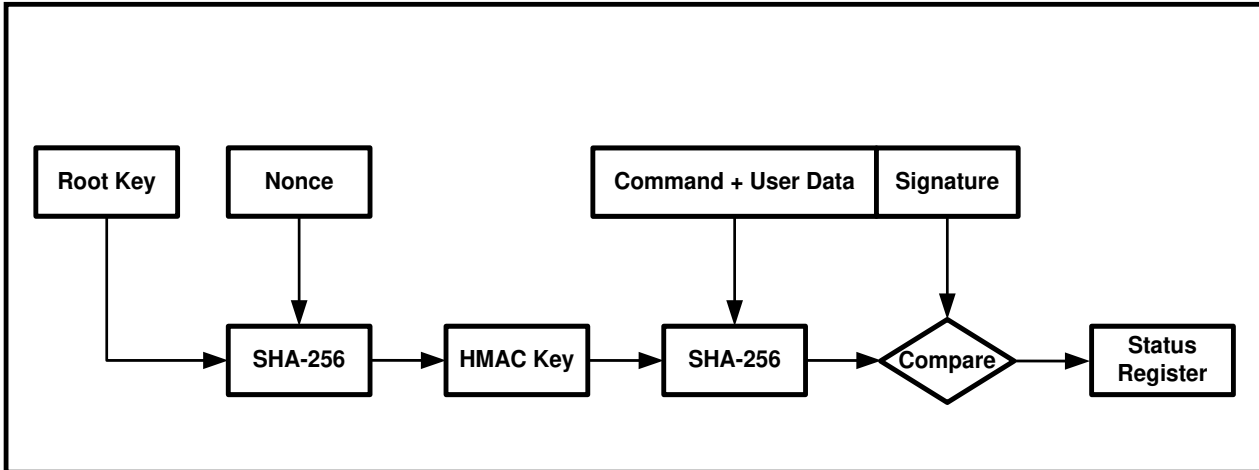 Root Key
Nonce
Command + User Data
Signature
SHA-256
HMAC Key
SHA-256
Compare
Status
Register